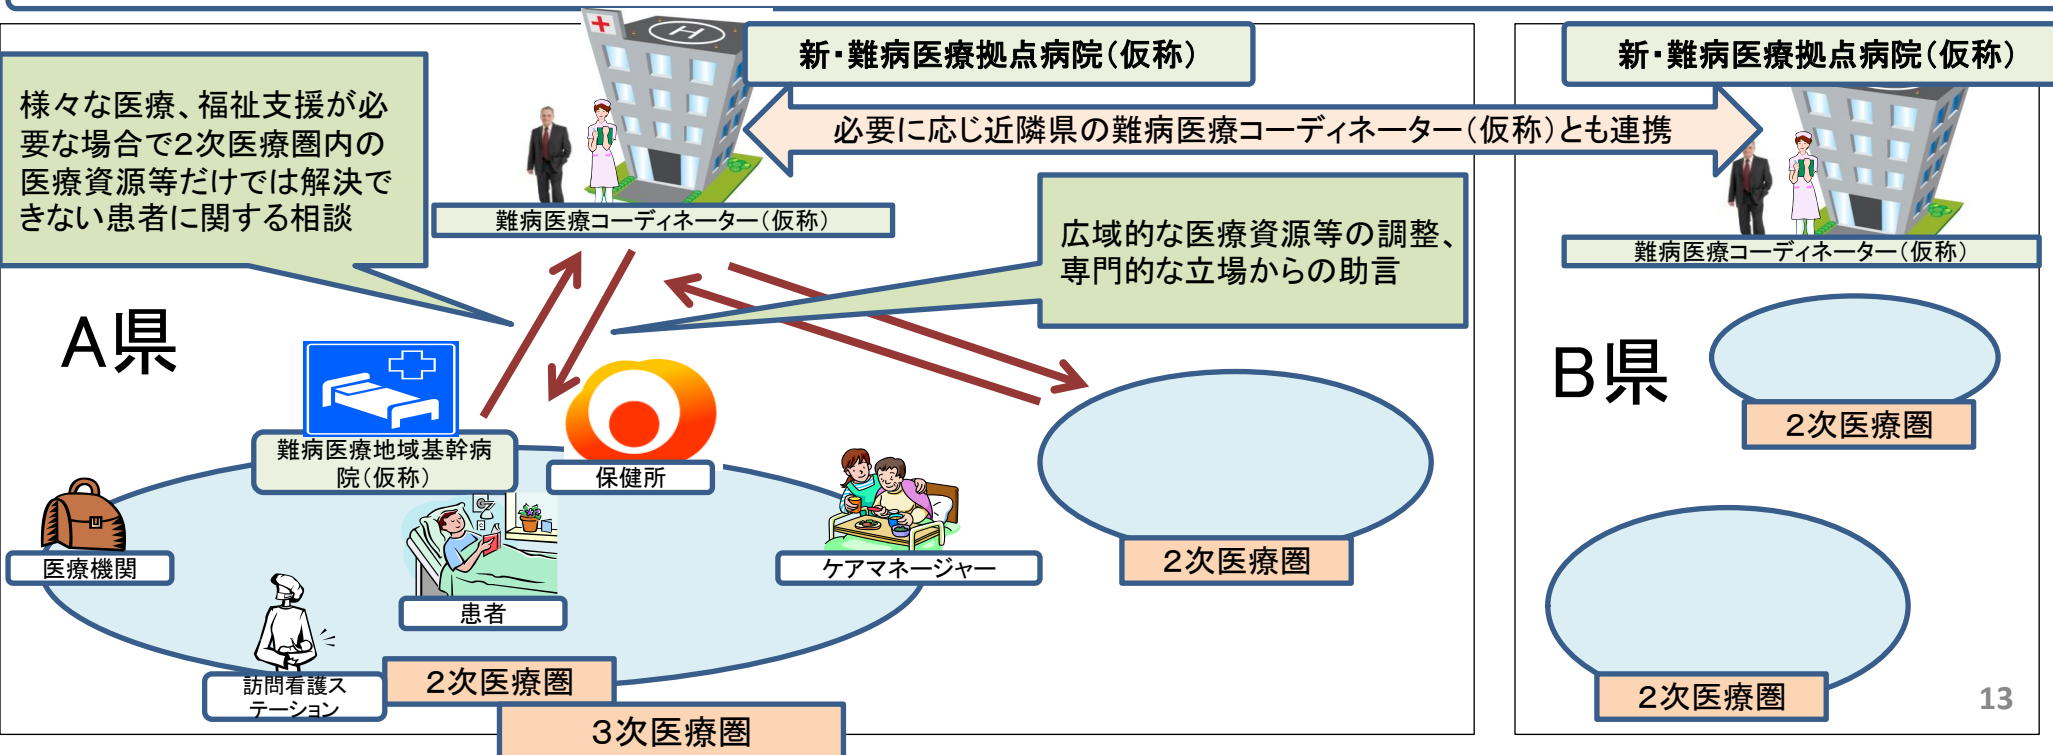 新・難病医療拠点病院(仮称)
新・難病医療拠点病院(仮称)
様々な医療、福祉支援が必
要な場合で2次医療圏内の
医療資源等だけでは解決で
きない患者に関する相談
必要に応じ近隣県の難病医療コーディネーター(仮称)とも連携
難病医療コーディネーター(仮称)
広域的な医療資源等の調整、
専門的な立場からの助言
難病医療コーディネーター(仮称)
A県
B県
2次医療圏
難病医療地域基幹病
院(仮称)
保健所
医療機関
患者
ケアマネージャー
2次医療圏
訪問看護ス
テーション
2次医療圏
3次医療圏
2次医療圏
13